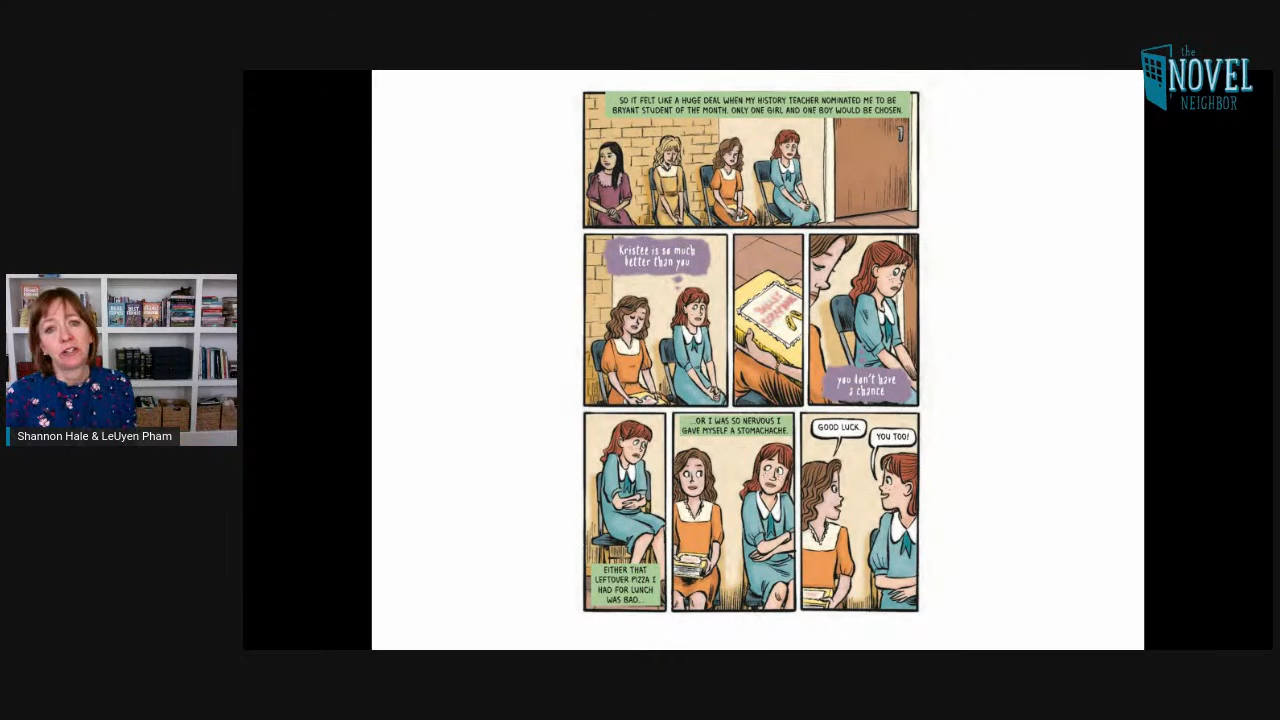 the
NOVEL
NEIGHBOR
SO IT FELT LIKE A HUGE DEAL WHEN MY HISTORY TEACHER NOMINATED ME TO BE
BRYANT STUDENT OF THE MONTH. ONLY ONE GIRL AND ONE BOY WOULD BE CHOSEN.
Kristee is so much
better than you
you don't have
a chance
EITHER THAT
LEFTOVER PIZZA I
HAD FOR LUNCH
WAS BAD...
...OR I WAS SO NERVOUS I
GAVE MYSELF A STOMACHACHE.
GOOD LUCK.
YOU TOO!
Shannon Hale & LeUyen Pham